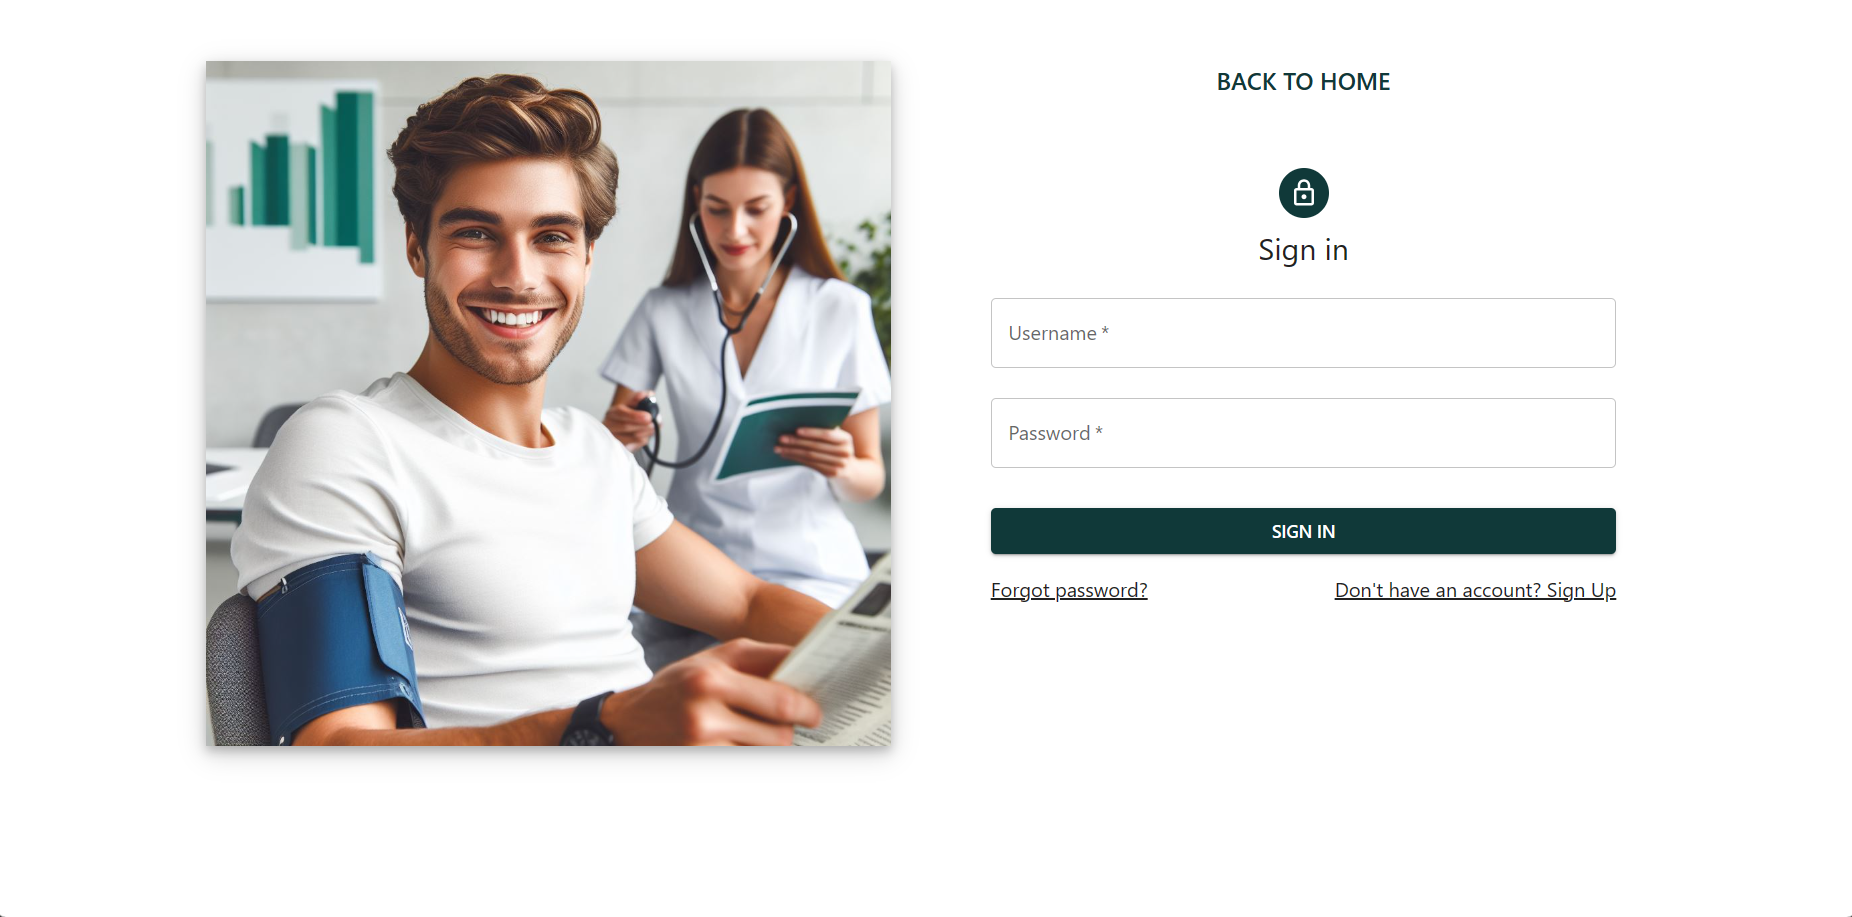 BACK TO HOME
Sign in
Username *
Password *
SIGN IN
Forgot password? Don't have an account? Sign Up